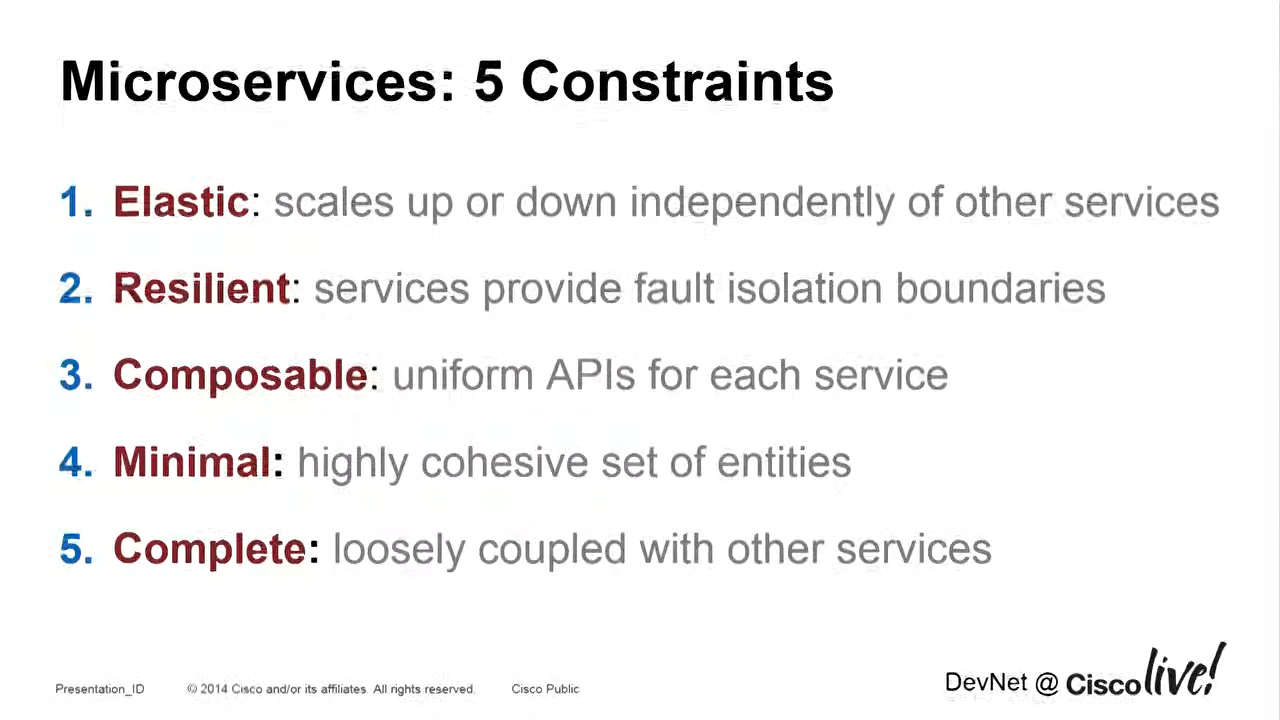 Microservices: 5 Constraints
1. Elastic: scales up or down independently of other services
2. Resilient: services provide fault isolation boundaries
3. Composable: uniform APIs for each service
4. Minimal: highly cohesive set of entities
5. Complete: loosely coupled with other services
Presentation_ID © 2014 Cisco and/or its affiliates. All rights reserved. Cisco Public
DevNet @ Cisco live!